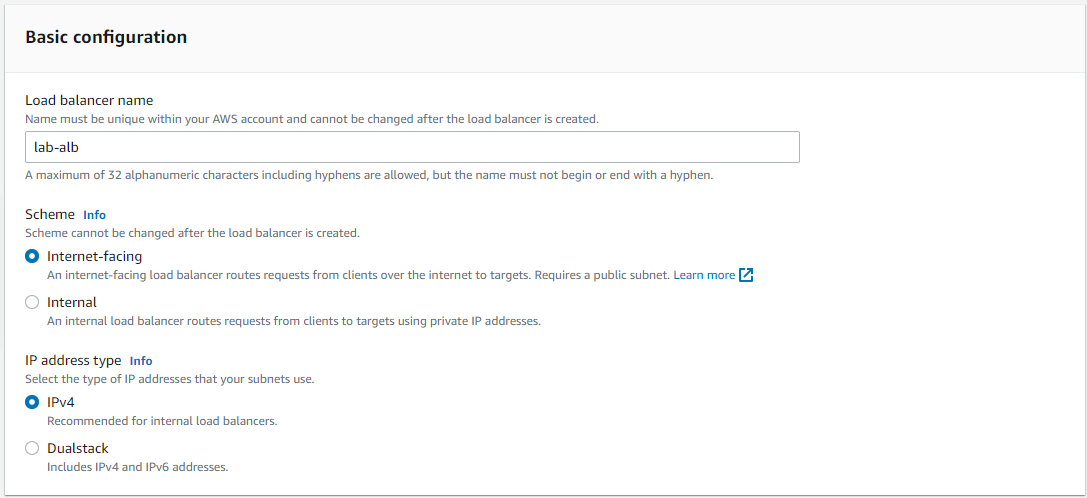 Basic configuration
Load balancer name
Name must be unique within your AWS account and cannot be changed after the load balancer is created.
lab-alb
A maximum of 32 alphanumeric characters including hyphens are allowed, but the name must not begin or end with a hyphen.
Scheme Info
Scheme cannot be changed after the load balancer is created.
Internet-facing
An internet-facing load balancer routes requests from clients over the internet to targets. Requires a public subnet. Learn more
Internal
An internal load balancer routes requests from clients to targets using private IP addresses.
IP address type Info
Select the type of IP addresses that your subnets use.
IPv4
Recommended for internal load balancers.
Dualstack
Includes IPv4 and IPv6 addresses.